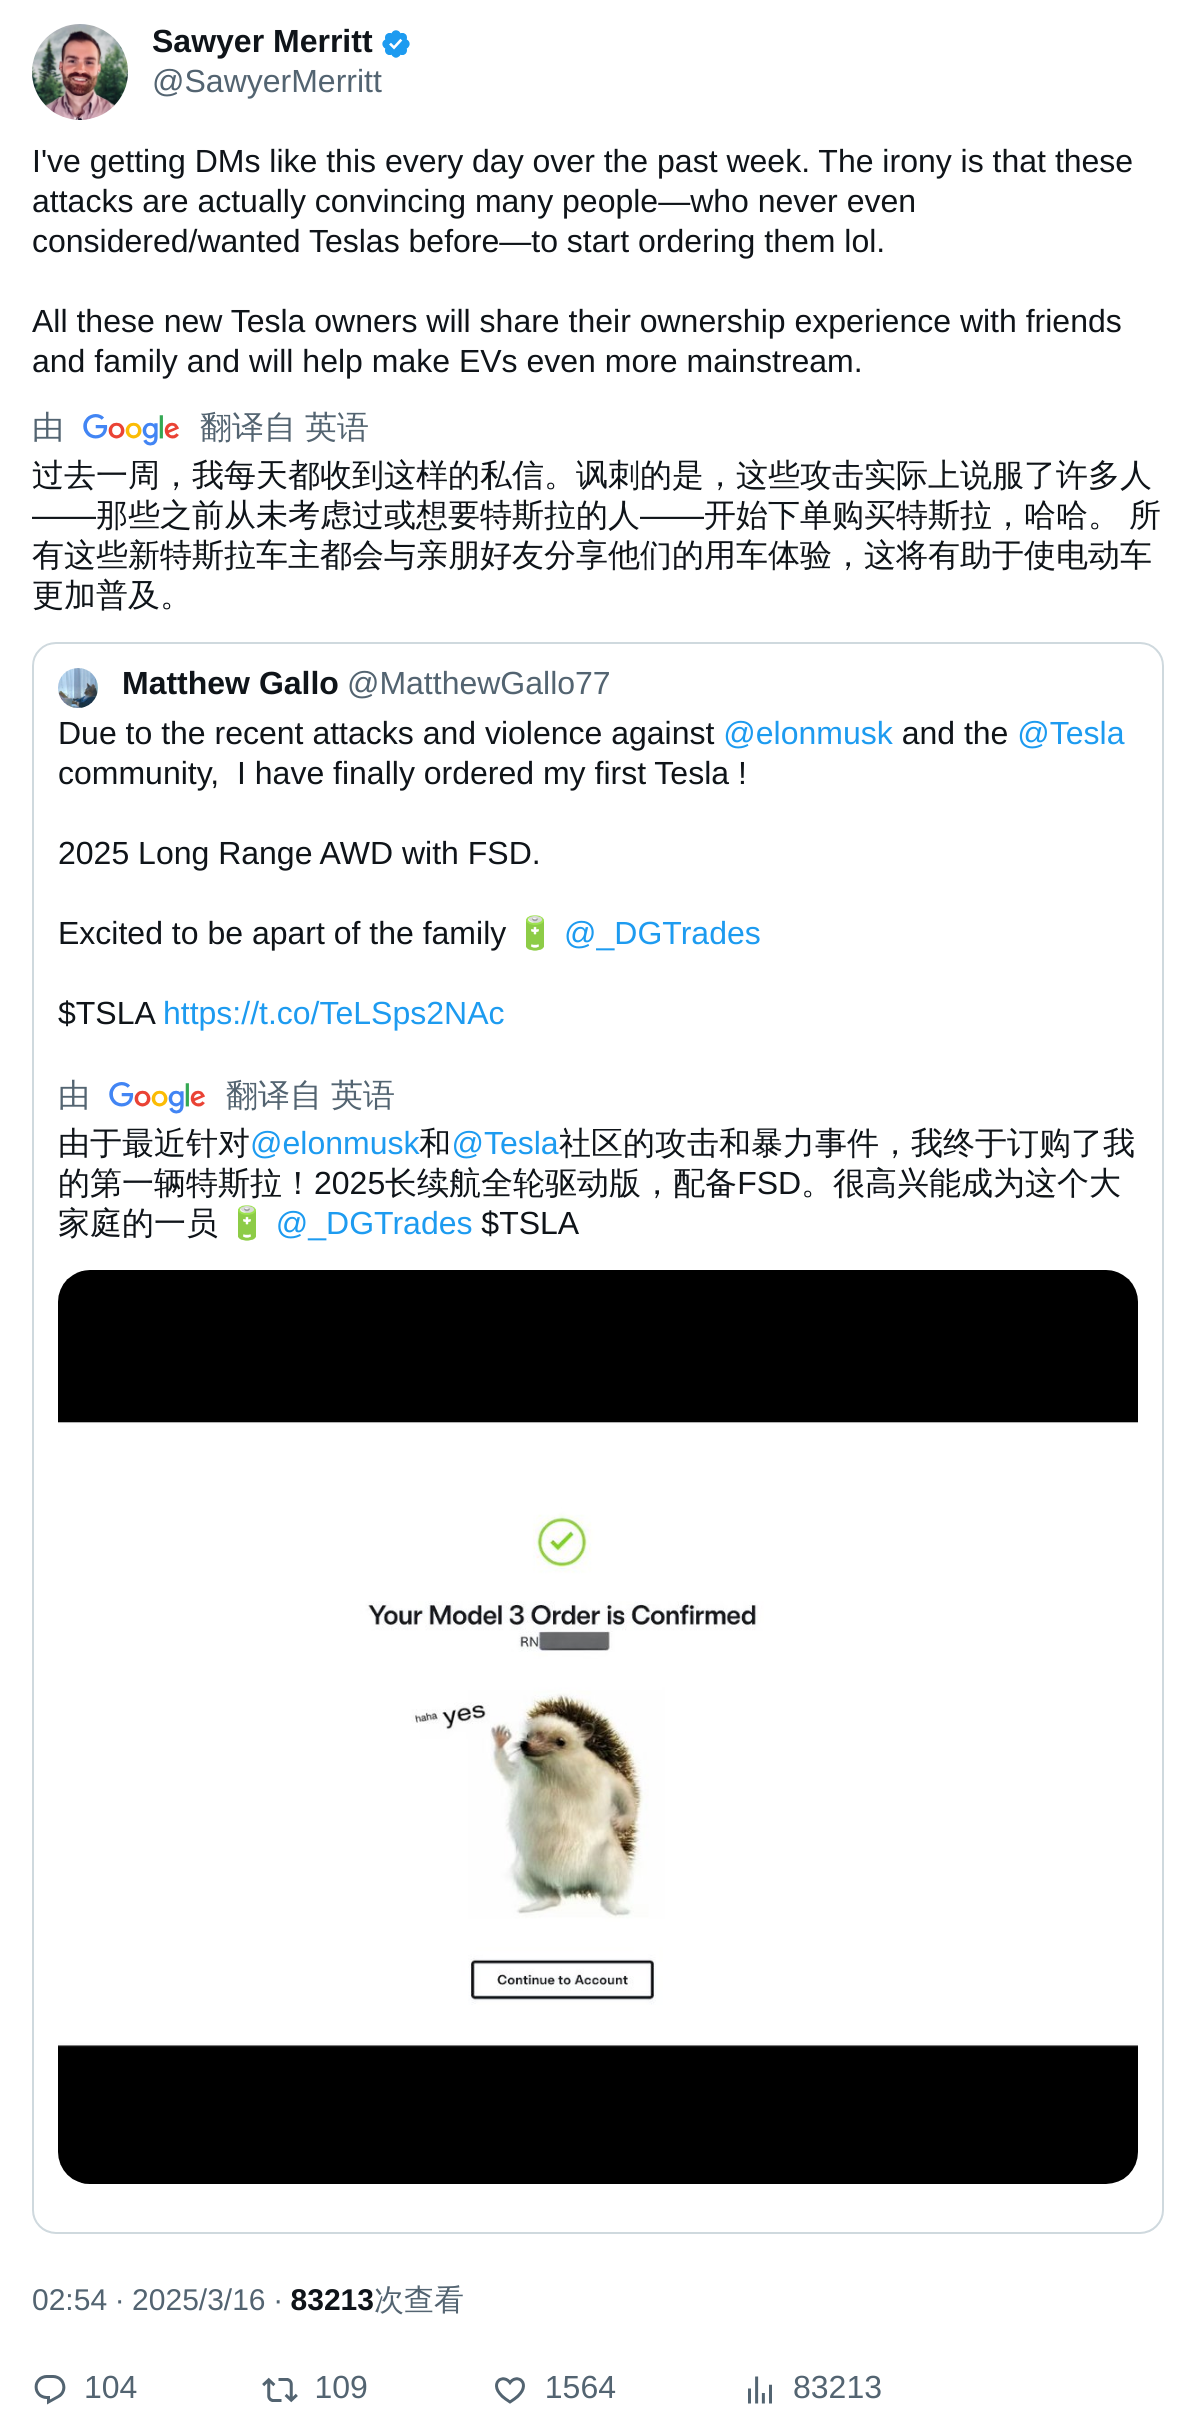 Sawyer Merritt
@SawyerMerritt
I've getting DMs like this every day over the past week. The irony is that these
attacks are actually convincing many people—who never even
considered/wanted Teslas before—to start ordering them lol.
All these new Tesla owners will share their ownership experience with friends
and family and will help make EVs even more mainstream.
由 Google 翻译自 英语
过去一周，我每天都收到这样的私信。讽刺的是，这些攻击实际上说服了许多人
——那些之前从未考虑过或想要特斯拉的人——开始下单购买特斯拉，哈哈。 所
有这些新特斯拉车主都会与亲朋好友分享他们的用车体验，这将有助于使电动车
更加普及。
Matthew Gallo @MatthewGallo77
Due to the recent attacks and violence against @elonmusk and the @Tesla
community,  I have finally ordered my first Tesla !
2025 Long Range AWD with FSD.
Excited to be apart of the family 🔋 @_DGTrades
$TSLA https://t.co/TeLSps2NAc
由 Google 翻译自 英语
由于最近针对@elonmusk和@Tesla社区的攻击和暴力事件，我终于订购了我
的第一辆特斯拉！2025长续航全轮驱动版，配备FSD。很高兴能成为这个大
家庭的一员 🔋 @_DGTrades $TSLA
Your Model 3 Order is Confirmed
RN
haha yes
Continue to Account
02:54 · 2025/3/16 · 83213次查看
104 109 1564 83213